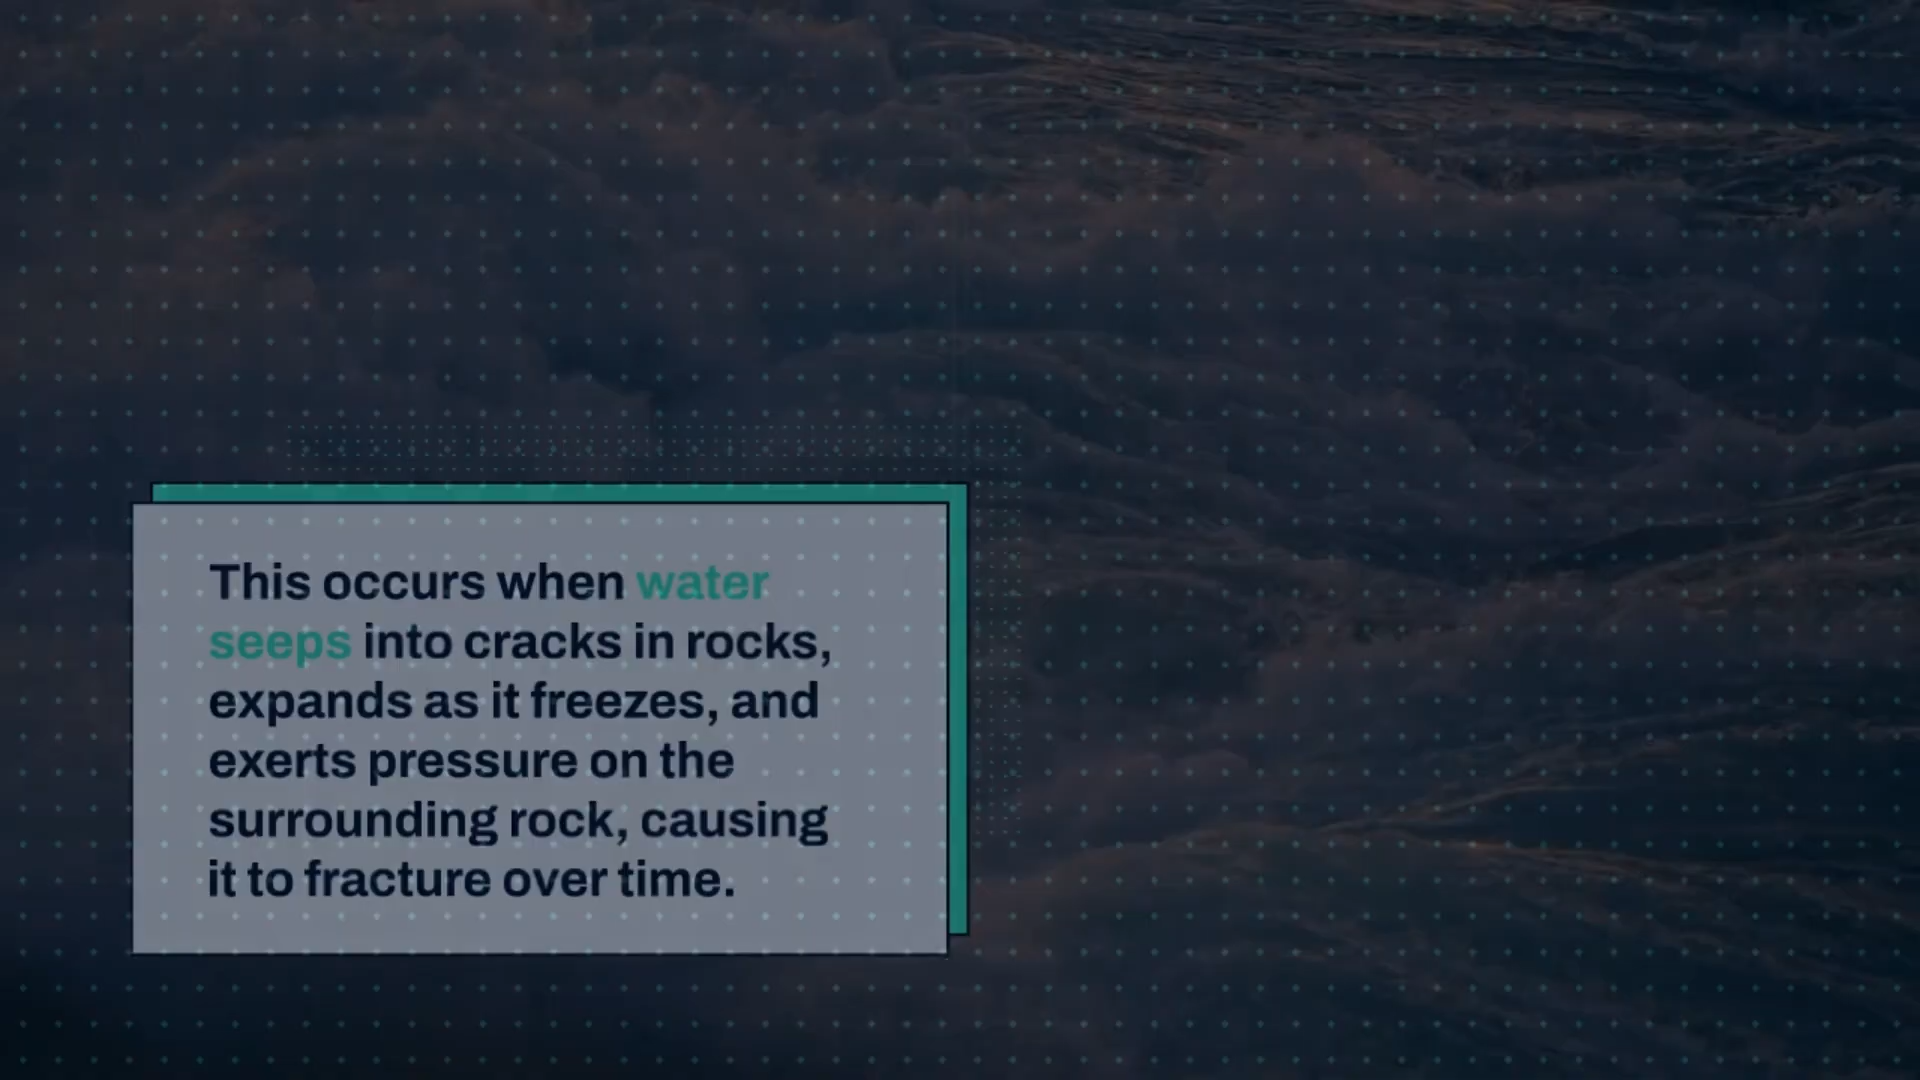 This occurs when water
seeps into cracks in rocks,
expands as it freezes, and
exerts pressure on the
surrounding rock, causing
it to fracture over time.